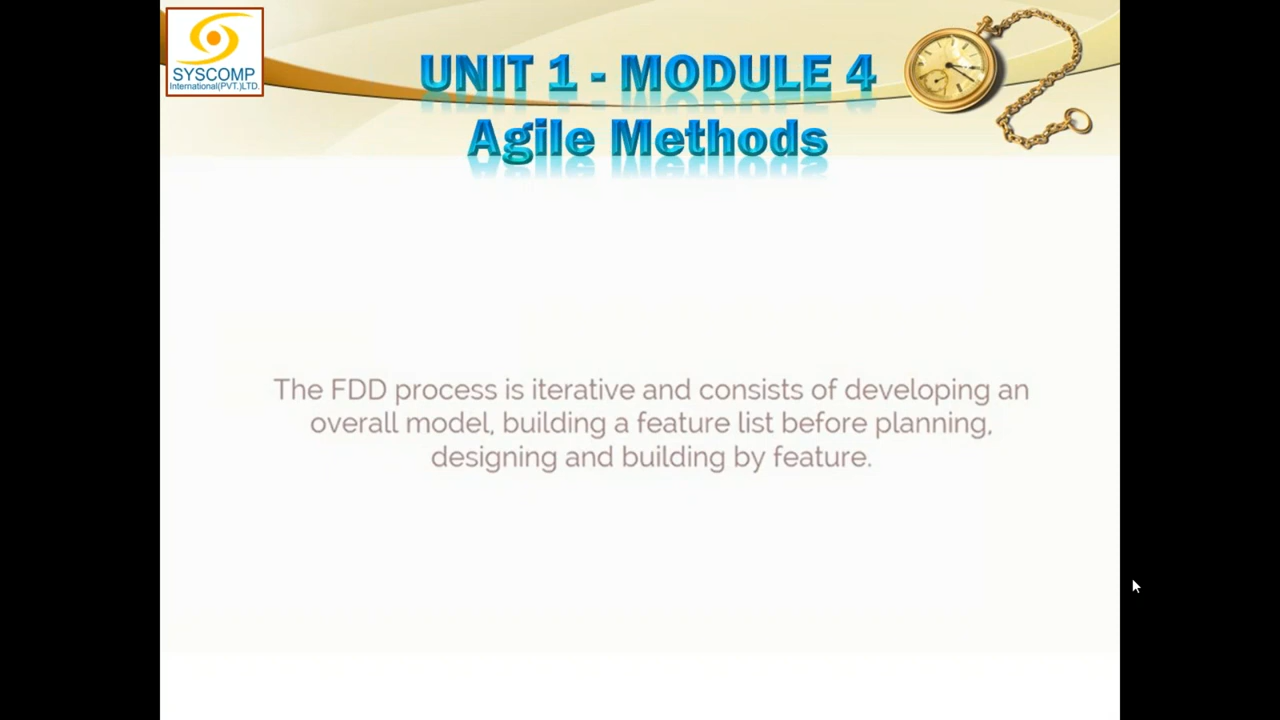 SYSCOMP
International(PVT.)LTD.
UNIT 1 - MODULE 4
Agile Methods
The FDD process is iterative and consists of developing an
overall model, building a feature list before planning,
designing and building by feature.